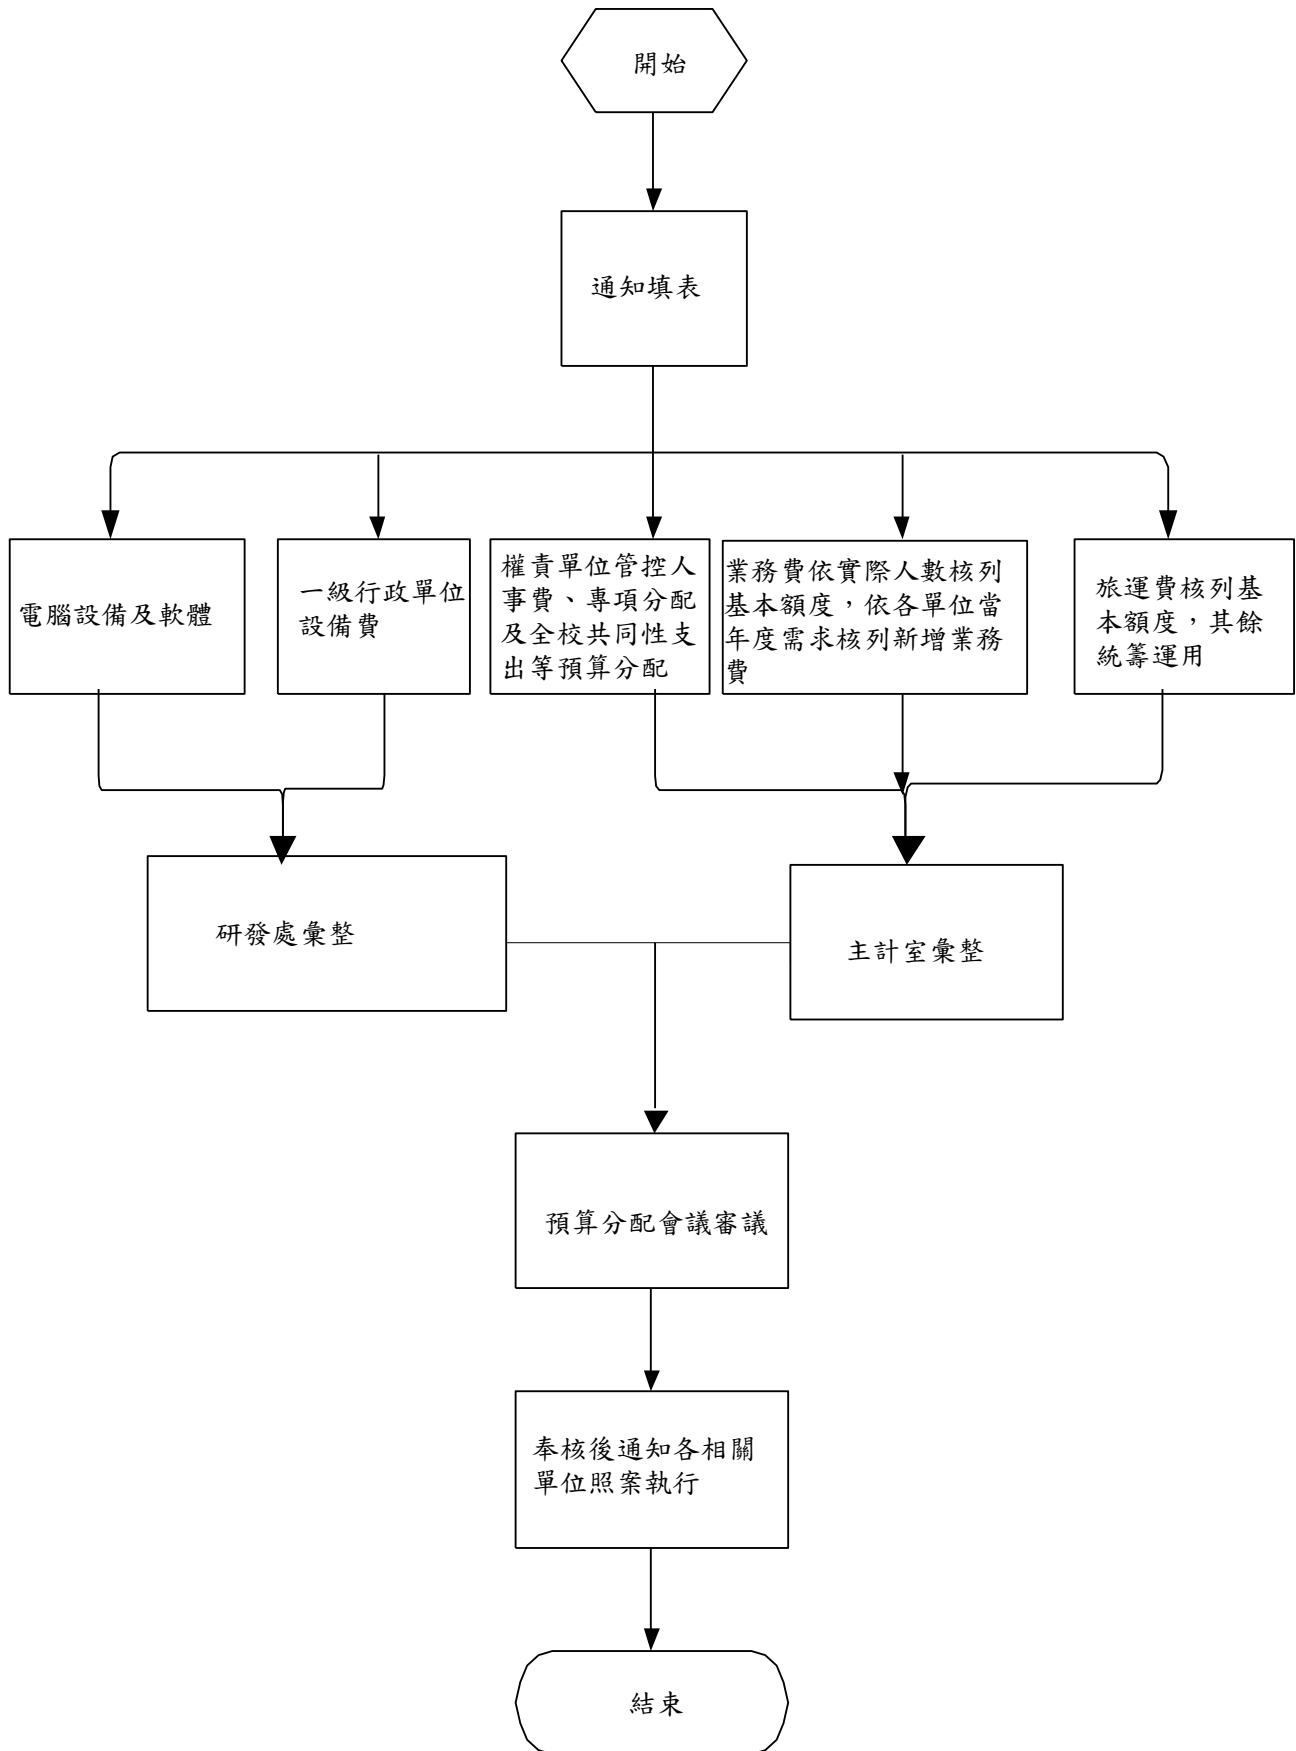 開始
通知填表
電腦設備及軟體
一級行政單位
設備費
權責單位管控人
事費、專項分配
及全校共同性支
出等預算分配
業務費依實際人數核列
基本額度，依各單位當
年度需求核列新增業務
費
旅運費核列基
本額度，其餘
統籌運用
研發處彙整
主計室彙整
預算分配會議審議
奉核後通知各相關
單位照案執行
結束